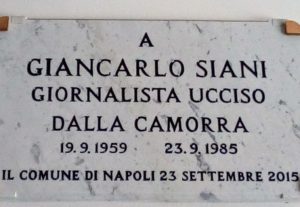 A
GIANCARLO SIANI
GIORNALISTA UCCISO
DALLA CAMORRA
19.9.1959 23.9.1985
IL COMUNE DI NAPOLI 23 SETTEMBRE 2015